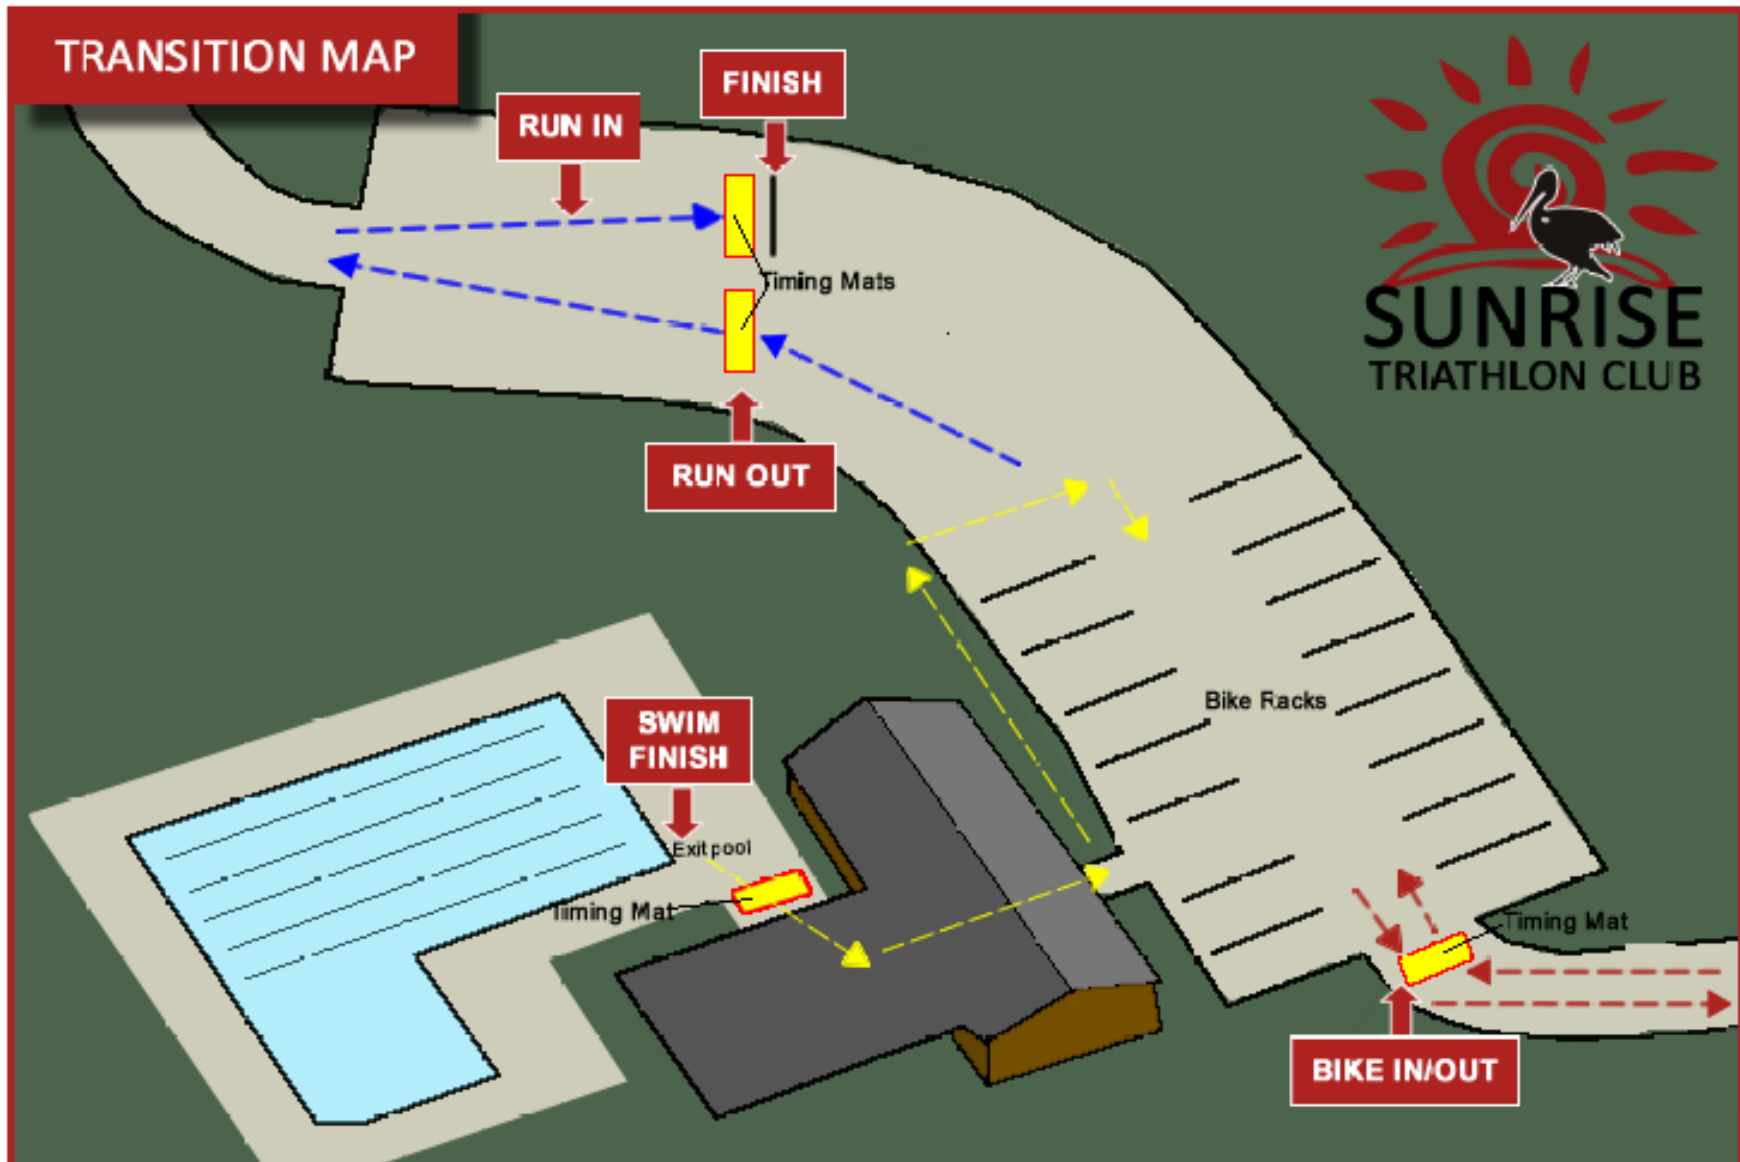 TRANSITION MAP
FINISH
RUN IN
Timing Mats
SUNRISE
TRIATHLON CLUB
RUN OUT
Bike Racks
SWIM
FINISH
Exit pool
Timing Mat
Timing Mat
BIKE IN/OUT